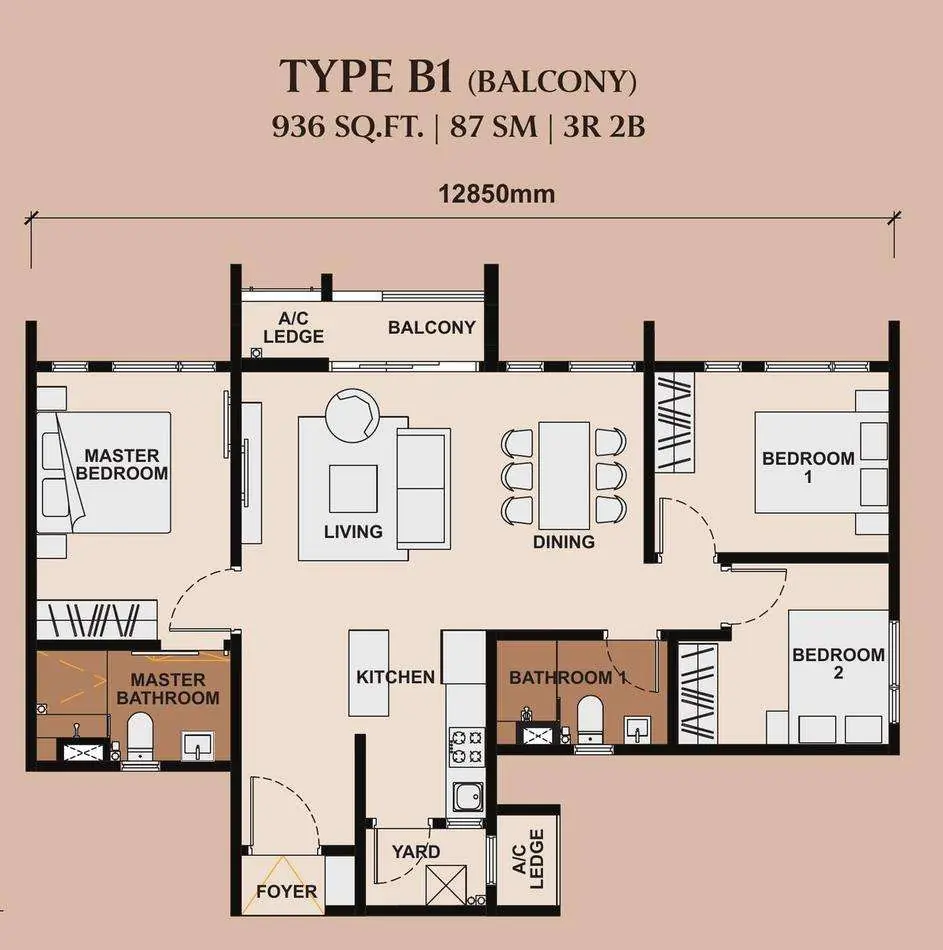 TYPE B1 (BALCONY)
936 SQ.FT. | 87 SM | 3R 2B
12850mm
A/C
LEDGE
BALCONY
MASTER
BEDROOM
LIVING
DINING
BEDROOM
1
MASTER
BATHROOM
KITCHEN
BATHROOM 1
BEDROOM
2
YARD
A/C
LEDGE
FOYER